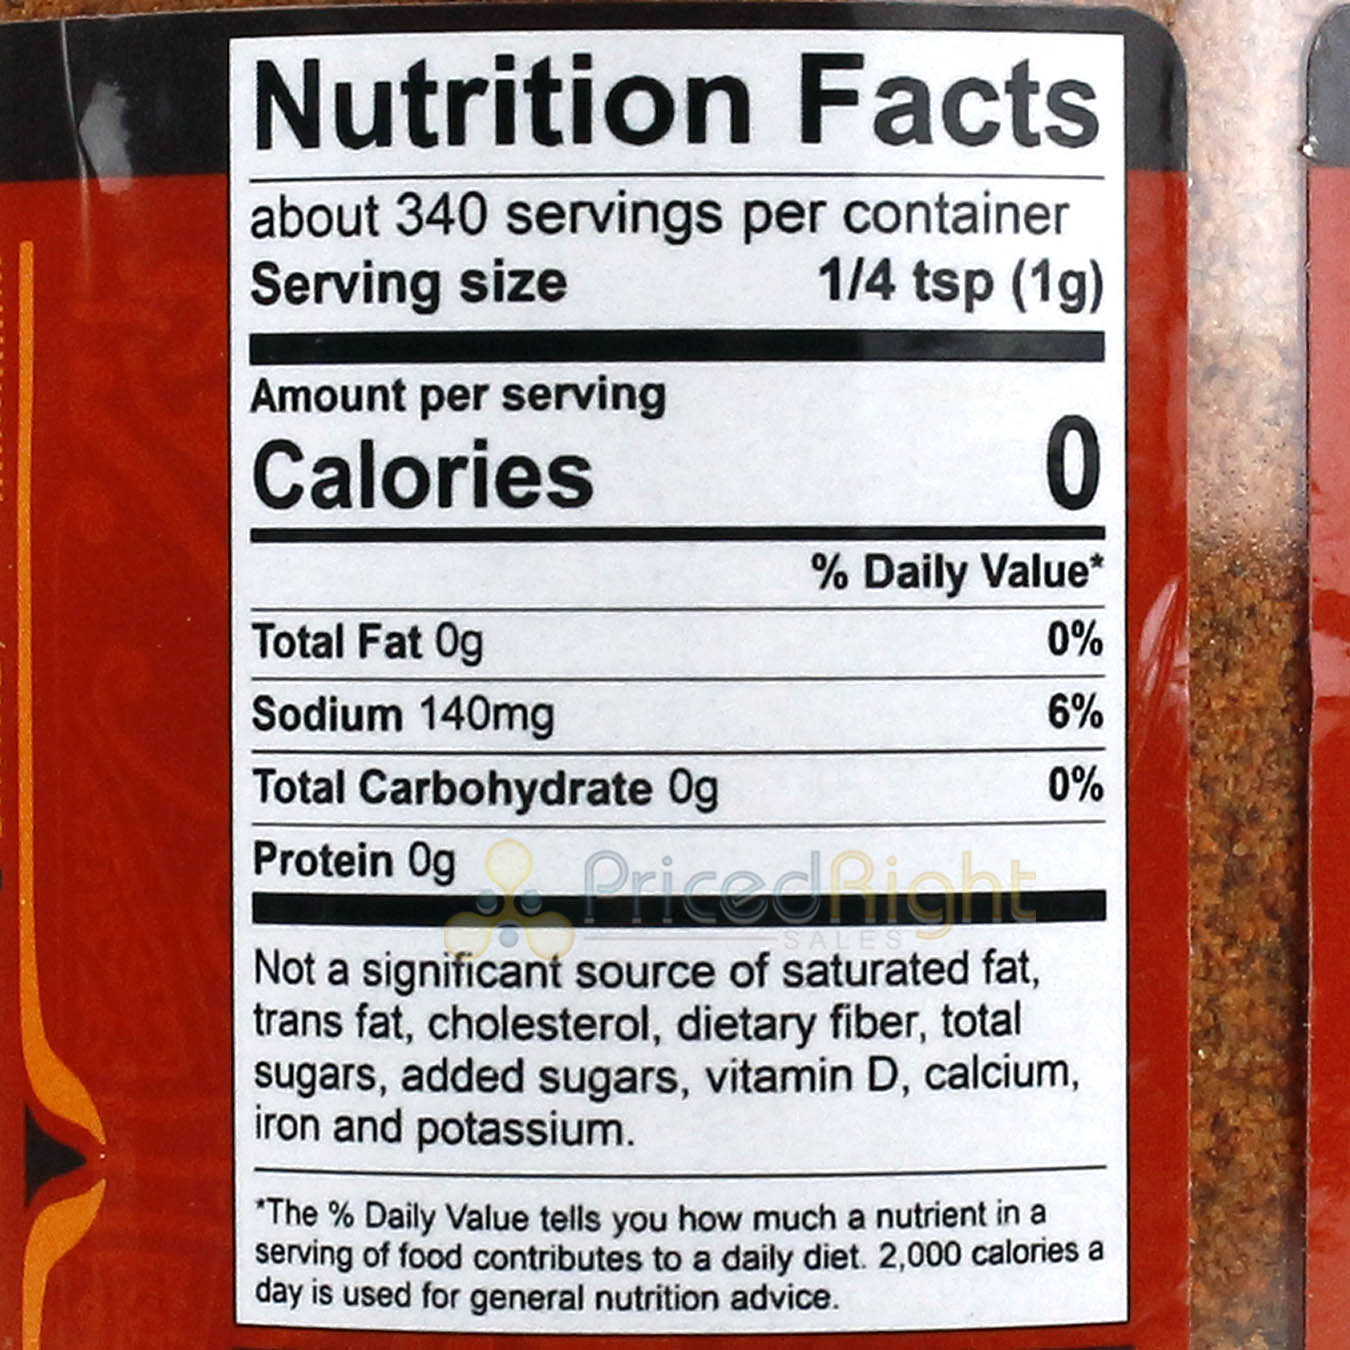 Nutrition Facts
about 340 servings per container
Serving size 1/4 tsp (1g)
Amount per serving
Calories 0
% Daily Value*
Total Fat 0g 0%
Sodium 140mg 6%
Total Carbohydrate 0g 0%
Protein 0g
PricedRight
SALES
Not a significant source of saturated fat,
trans fat, cholesterol, dietary fiber, total
sugars, added sugars, vitamin D, calcium,
iron and potassium.
*The % Daily Value tells you how much a nutrient in a
serving of food contributes to a daily diet. 2,000 calories a
day is used for general nutrition advice.